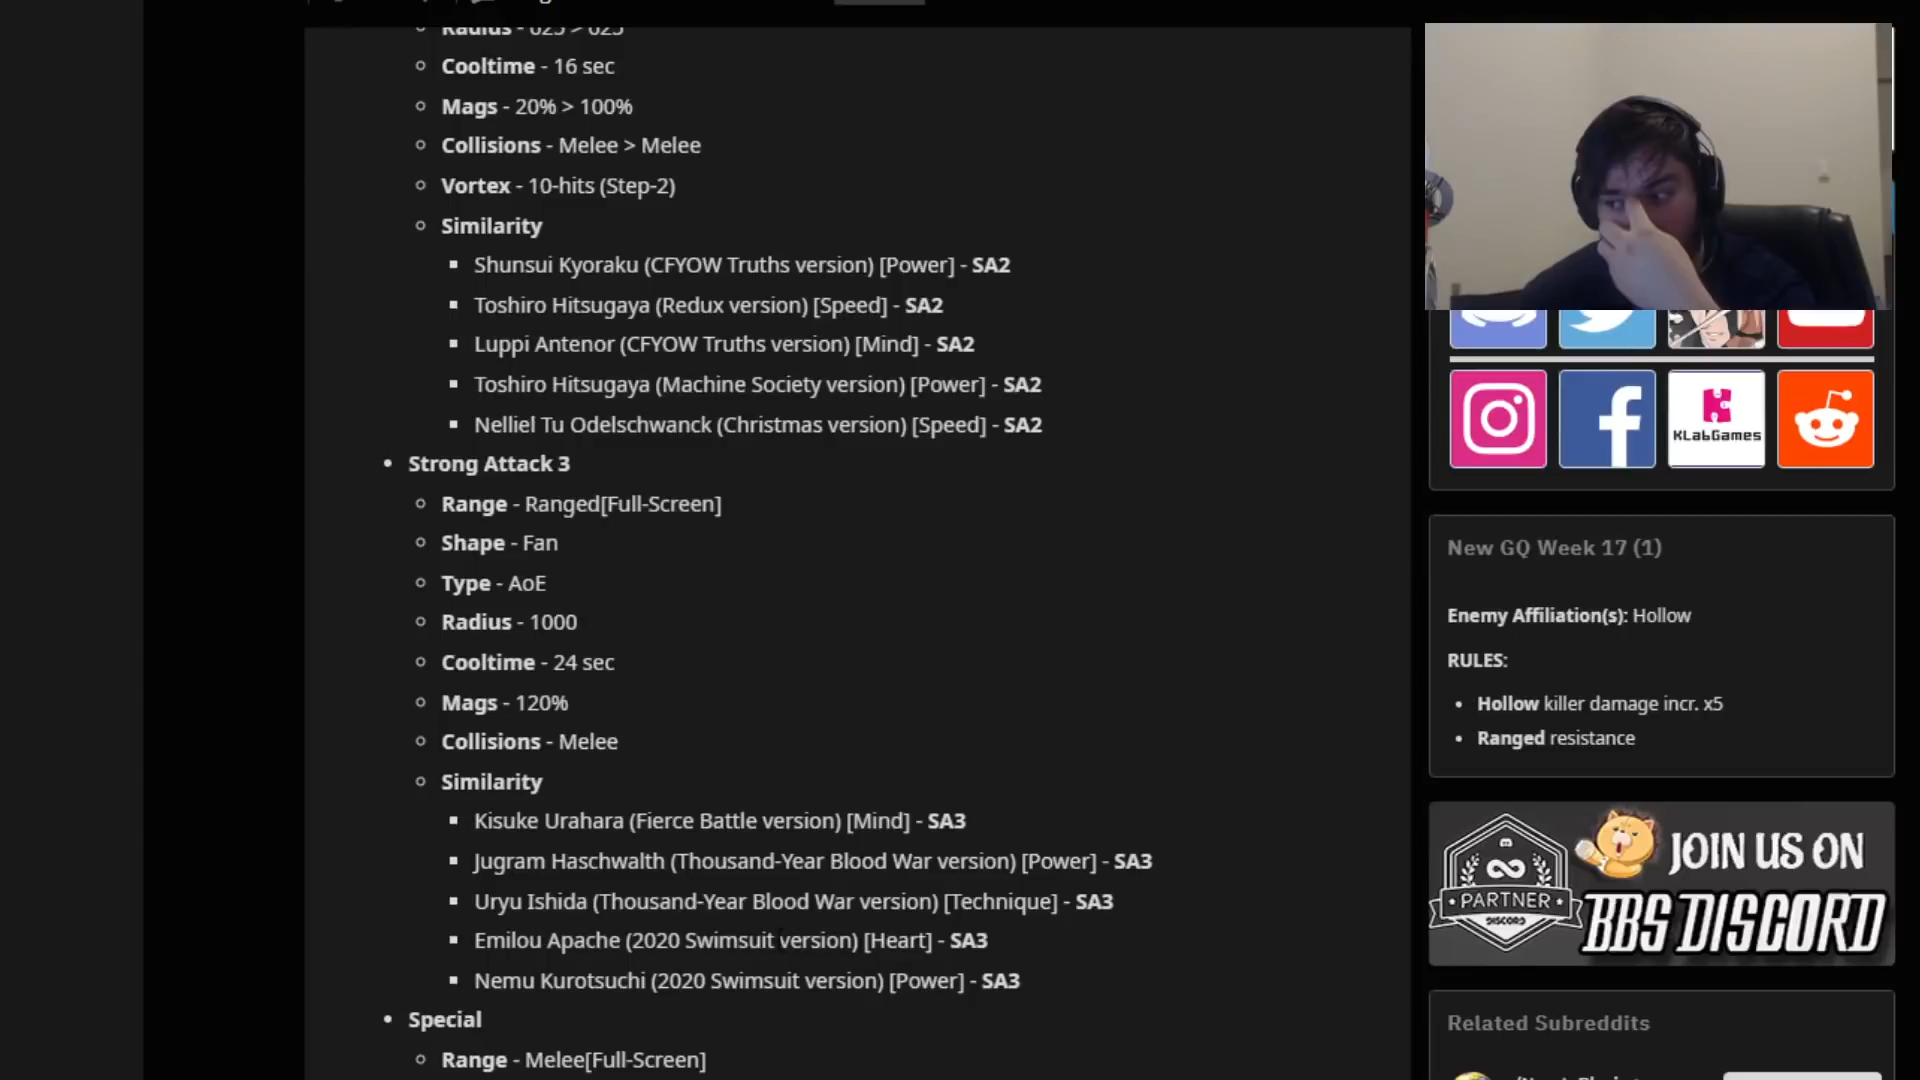 Radius - 625 > 625
Cooltime - 16 sec
Mags - 20% > 100%
Collisions - Melee > Melee
Vortex - 10-hits (Step-2)
Similarity
Shunsui Kyoraku (CFYOW Truths version) [Power] - SA2
Toshiro Hitsugaya (Redux version) [Speed] - SA2
Luppi Antenor (CFYOW Truths version) [Mind] - SA2
Toshiro Hitsugaya (Machine Society version) [Power] - SA2
Nelliel Tu Odelschwanck (Christmas version) [Speed] - SA2
Strong Attack 3
Range - Ranged[Full-Screen]
Shape - Fan
Type - AoE
Radius - 1000
Cooltime - 24 sec
Mags - 120%
Collisions - Melee
Similarity
Kisuke Urahara (Fierce Battle version) [Mind] - SA3
Jugram Haschwalth (Thousand-Year Blood War version) [Power] - SA3
Uryu Ishida (Thousand-Year Blood War version) [Technique] - SA3
Emilou Apache (2020 Swimsuit version) [Heart] - SA3
Nemu Kurotsuchi (2020 Swimsuit version) [Power] - SA3
Special
Range - Melee[Full-Screen]
KLabGames
New GQ Week 17 (1)
Enemy Affiliation(s): Hollow
RULES:
Hollow killer damage incr. x5
Ranged resistance
PARTNER
DISCORD
JOIN US ON
BBS DISCORD
Related Subreddits